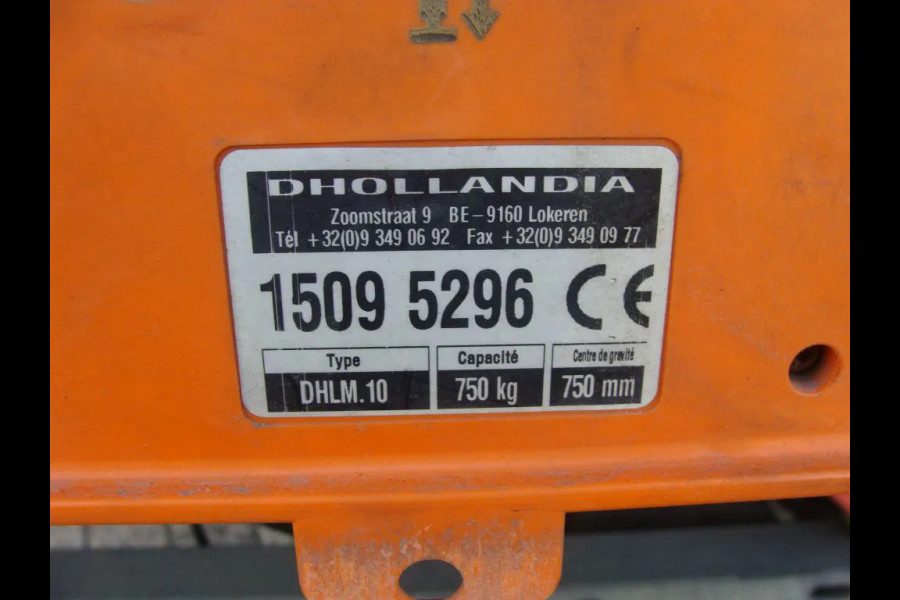 DHOLLANDIA
Zoomstraat 9 BE-9160 Lokeren
Tél +32(0)9 349 06 92 Fax +32(0)9 349 09 77
1509 5296 CE
Type Capacité Centre de gravité
DHLM.10 750 kg 750 mm